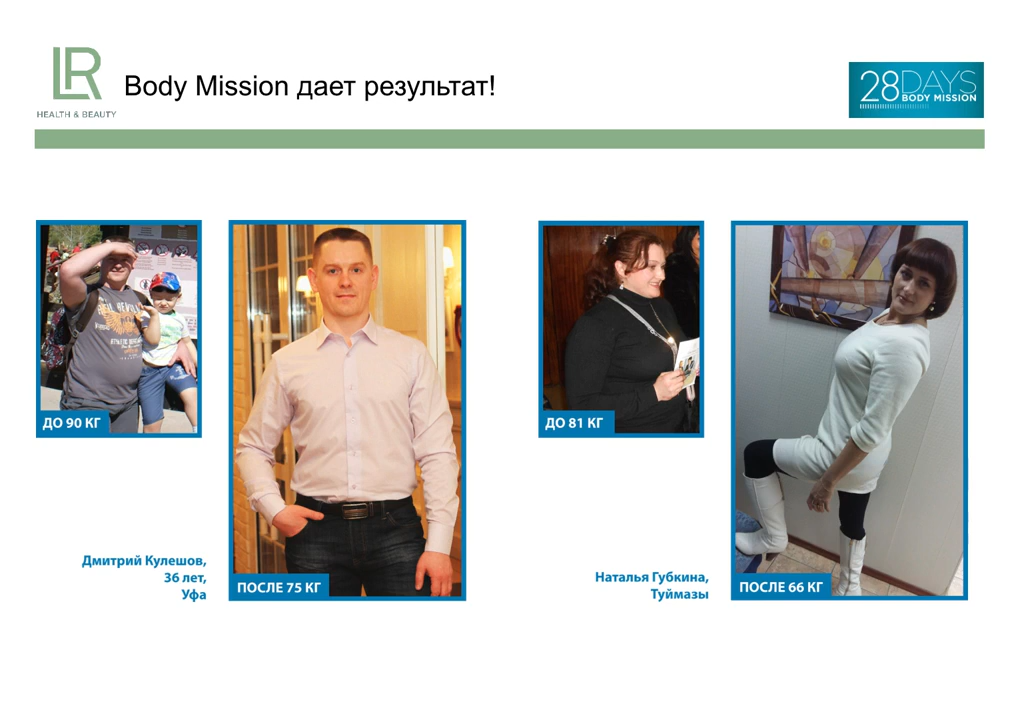 LR
HEALTH & BEAUTY
Body Mission дает результат!
28DAYS
BODY MISSION
ДО 90 КГ
Дмитрий Кулешов,
36 лет,
Уфа
ПОСЛЕ 75 КГ
ДО 81 КГ
Наталья Губкина,
Туймазы
ПОСЛЕ 66 КГ